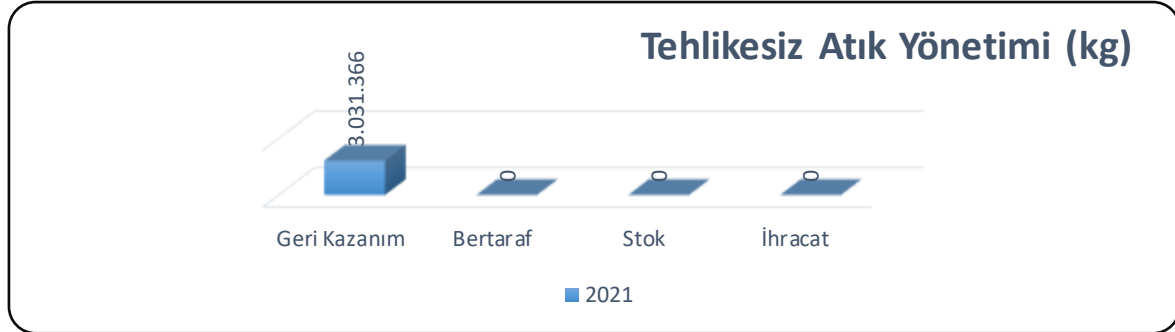 Tehlikesiz Atık Yönetimi (kg)
3.031.366
0
0
0
Geri Kazanım
Bertaraf
Stok
İhracat
2021